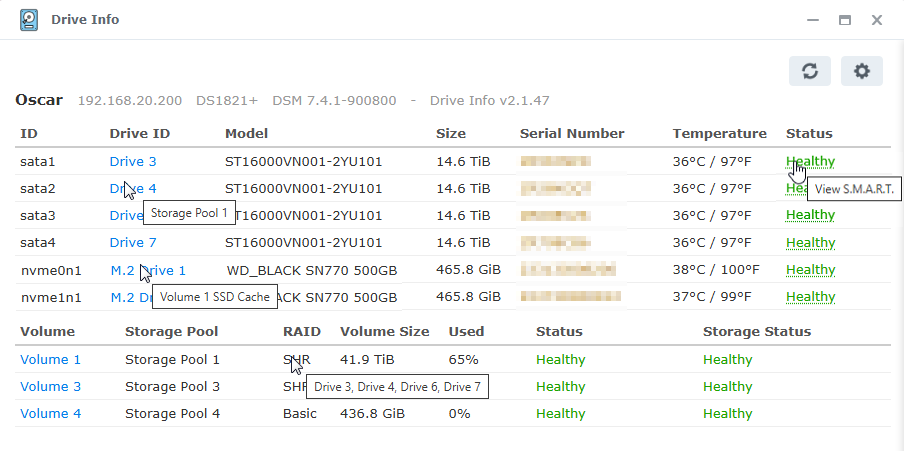 Drive Info
Oscar 192.168.20.200 DS1821+ DSM 7.4.1-900800 - Drive Info v2.1.47
ID Drive ID Model Size Serial Number Temperature Status
sata1 Drive 3 ST16000VN001-2YU101 14.6 TiB 36°C / 97°F Healthy
sata2 Drive 4 ST16000VN001-2YU101 14.6 TiB 36°C / 97°F
View S.M.A.R.T.
sata3 Drive ST16000VN001-2YU101 14.6 TiB 36°C / 97°F Healthy
Storage Pool 1
sata4 Drive 7 ST16000VN001-2YU101 14.6 TiB 36°C / 97°F Healthy
nvme0n1 M.2 Drive 1 WD_BLACK SN770 500GB 465.8 GiB 38°C / 100°F Healthy
nvme1n1 M.2 SN770 500GB 465.8 GiB 37°C / 99°F Healthy
Volume 1 SSD Cache
Volume Storage Pool RAID Volume Size Used Status Storage Status
Volume 1 Storage Pool 1 SHR 41.9 TiB 65% Healthy Healthy
Volume 3 Storage Pool 3 Healthy Healthy
Drive 3, Drive 4, Drive 6, Drive 7
Volume 4 Storage Pool 4 Basic 436.8 GiB 0% Healthy Healthy